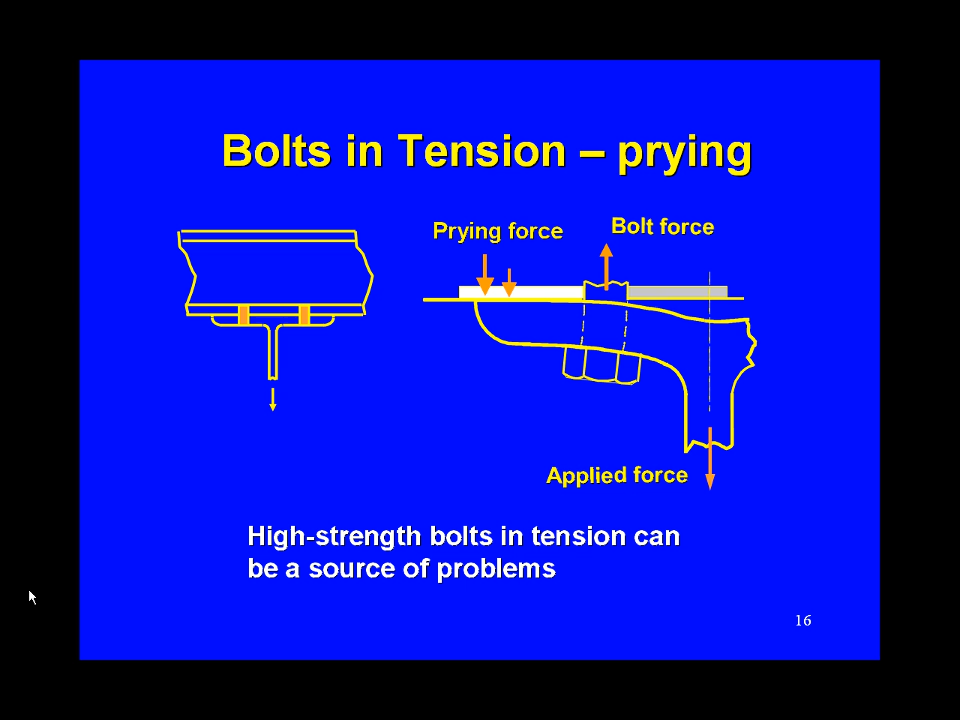 Bolts in Tension – prying
Prying force
Bolt force
Applied force
High-strength bolts in tension can
be a source of problems
16